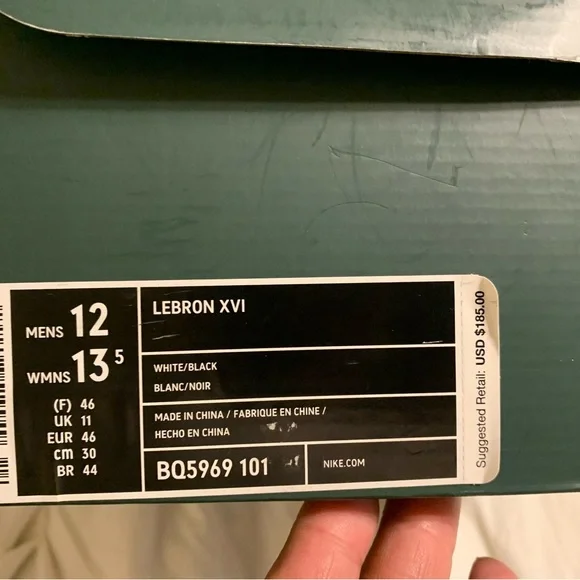 MENS 12
WMNS 13 5
(F) 46
UK 11
EUR 46
CM 30
BR 44
LEBRON XVI
WHITE/BLACK
BLANC/NOIR
MADE IN CHINA / FABRIQUE EN CHINE /
HECHO EN CHINA
BQ5969 101
NIKE.COM
Suggested Retail: USD $185.00